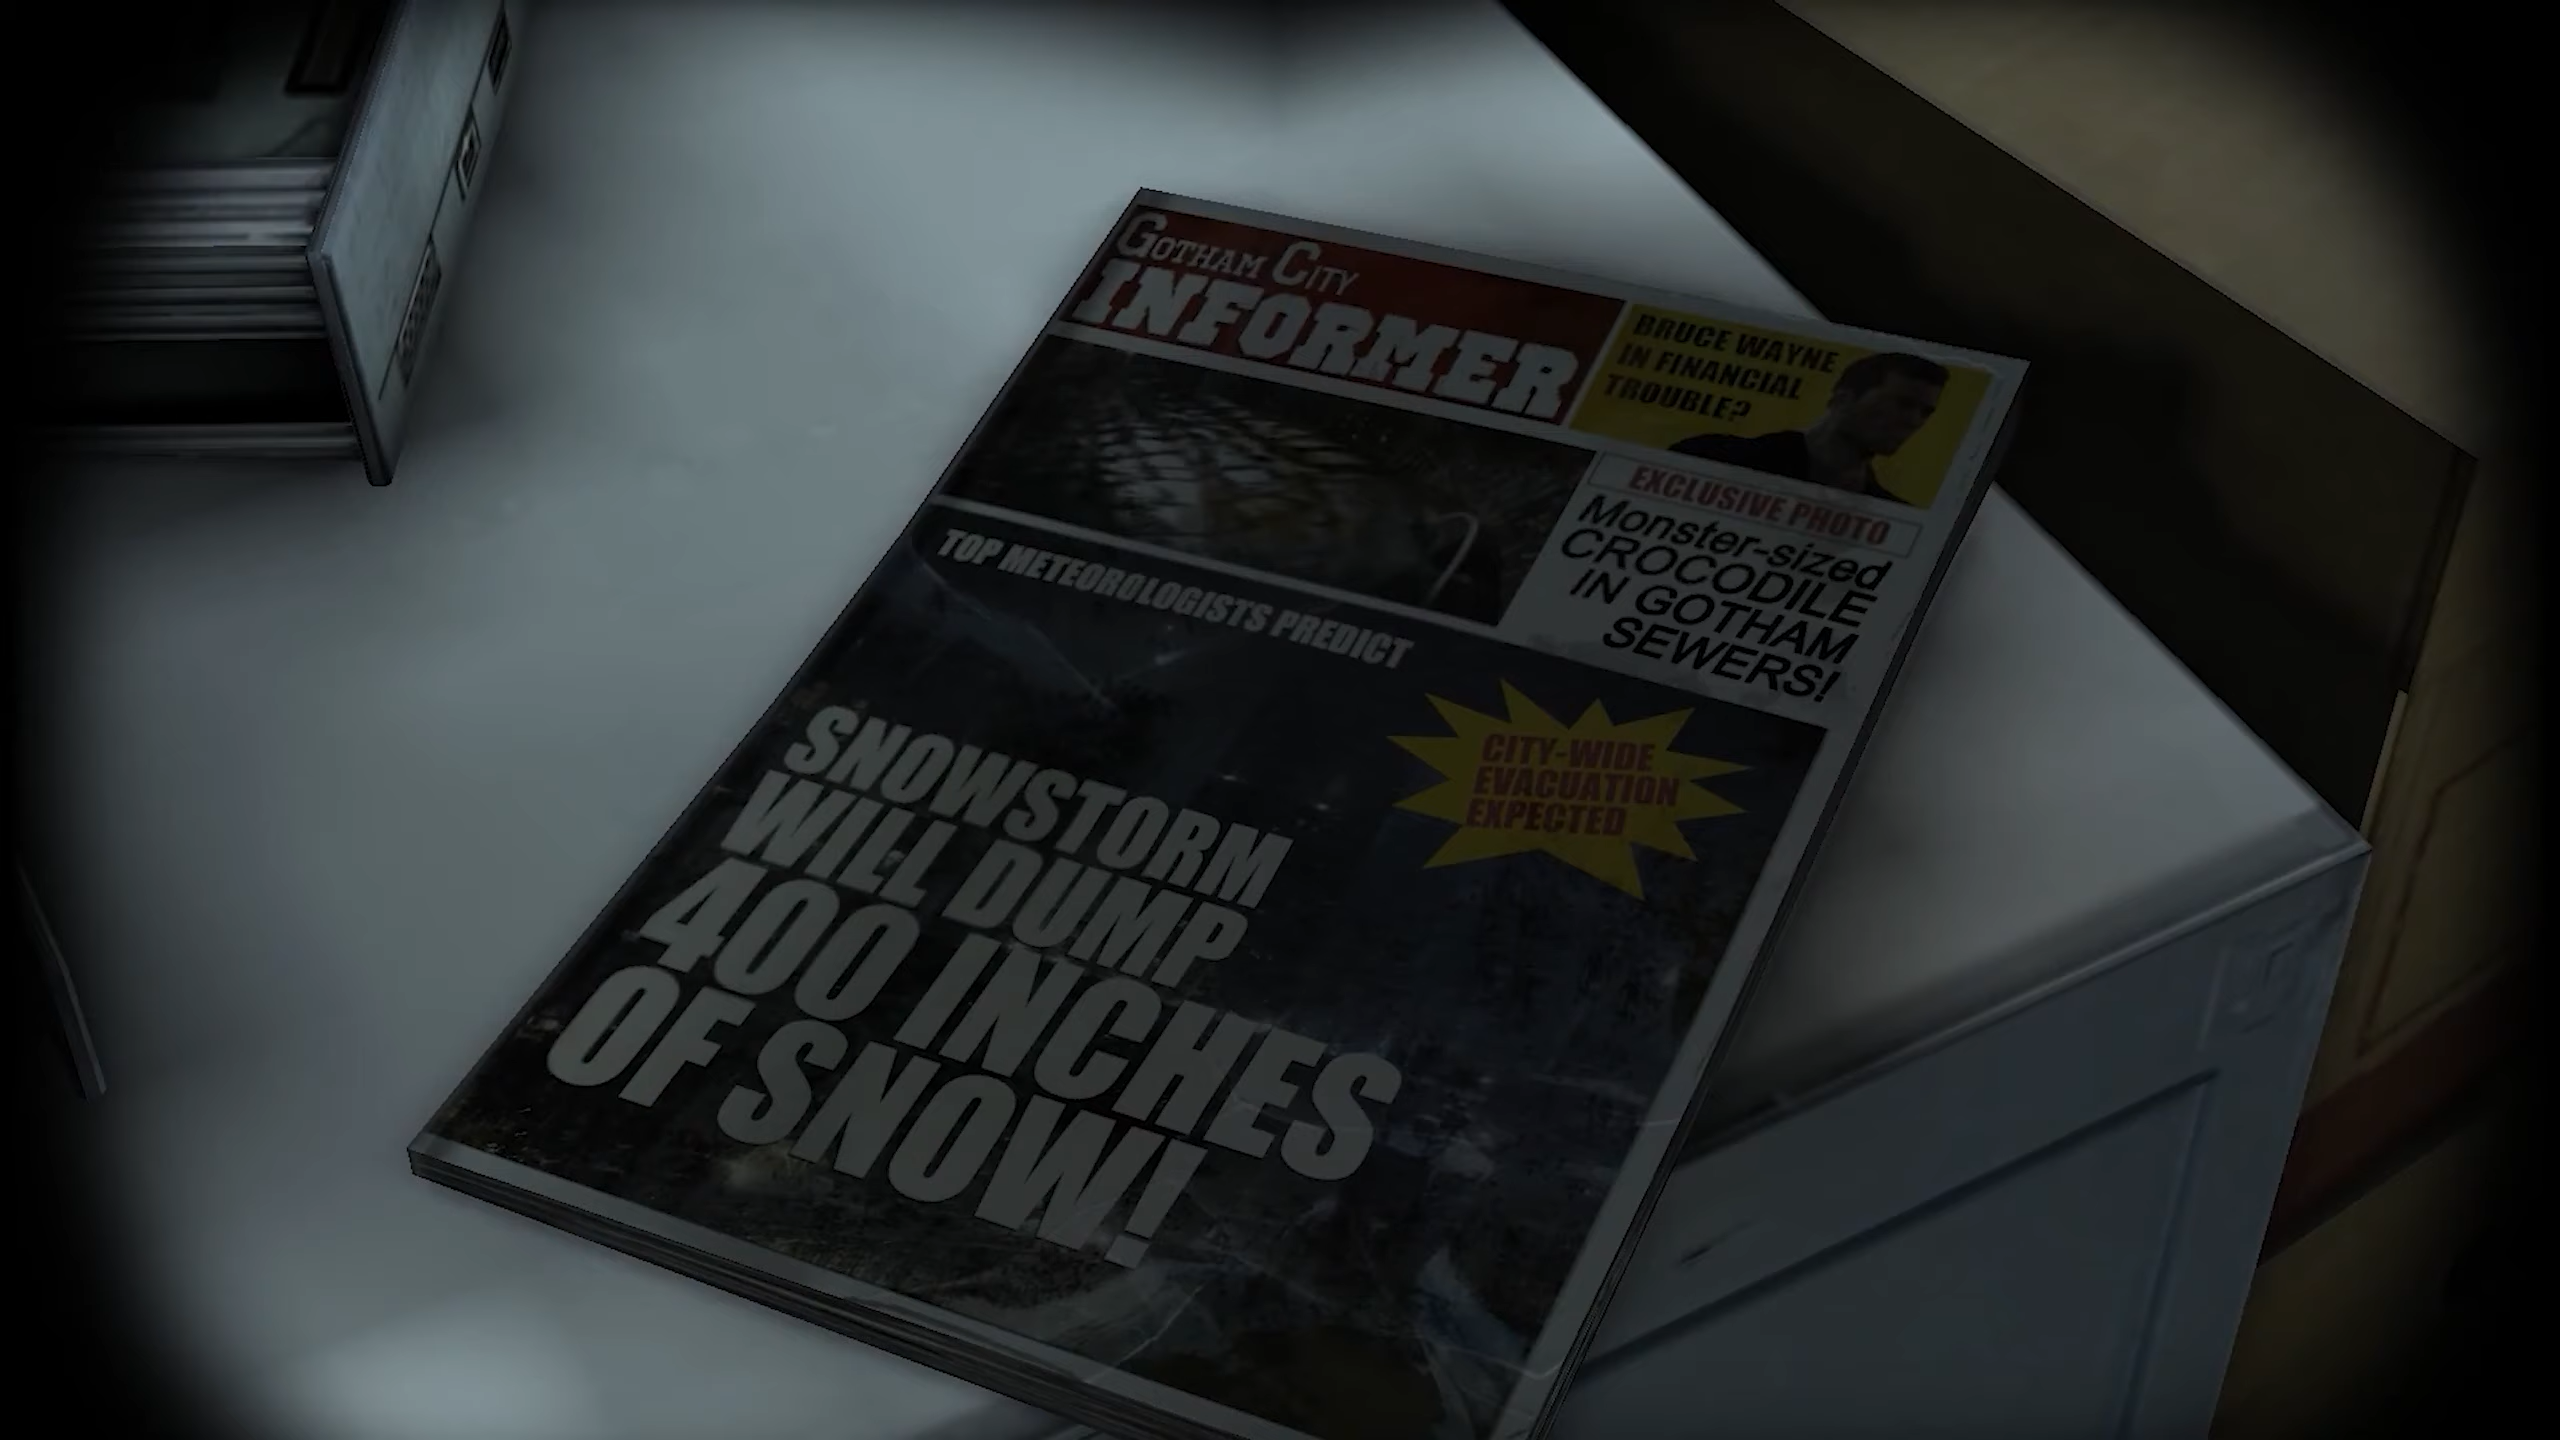 GOTHAM CITY
INFORMER
BRUCE WAYNE
IN FINANCIAL
TROUBLE?
EXCLUSIVE PHOTO
Monster-sized
CROCODILE
IN GOTHAM
SEWERS!
TOP METEOROLOGISTS PREDICT
CITY-WIDE
EVACUATION
EXPECTED
SNOWSTORM
WILL DUMP
400 INCHES
OF SNOW!